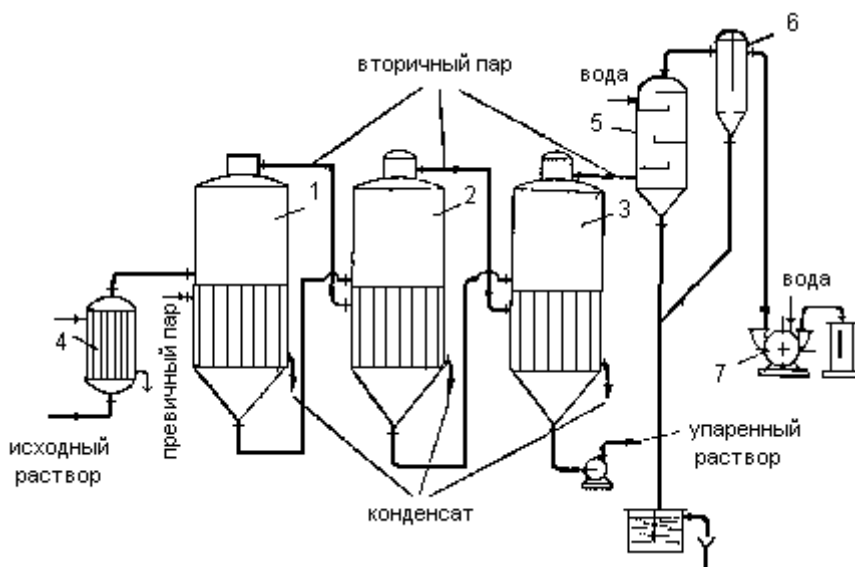 6
вторичный пар
вода
5
1
2
3
вода
4
7
превичный пар
исходный
раствор
упаренный
раствор
конденсат